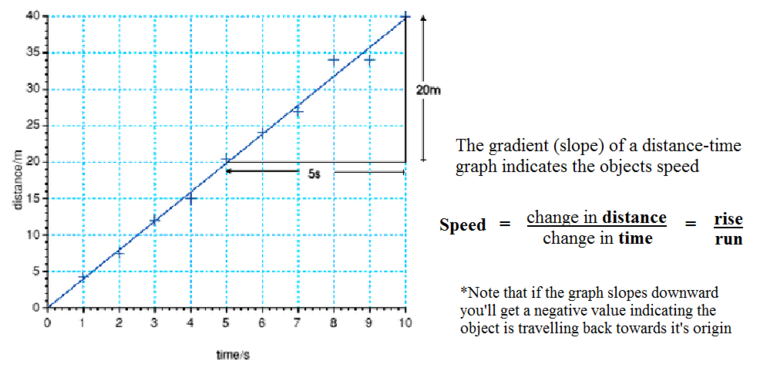 40
35
30
25
20
15
10
5
0
distance/m
0 1 2 3 4 5 6 7 8 9 10
time/s
20m
5s
The gradient (slope) of a distance-time
graph indicates the objects speed
Speed = change in distance = rise
change in time run
*Note that if the graph slopes downward
you'll get a negative value indicating the
object is travelling back towards it's origin